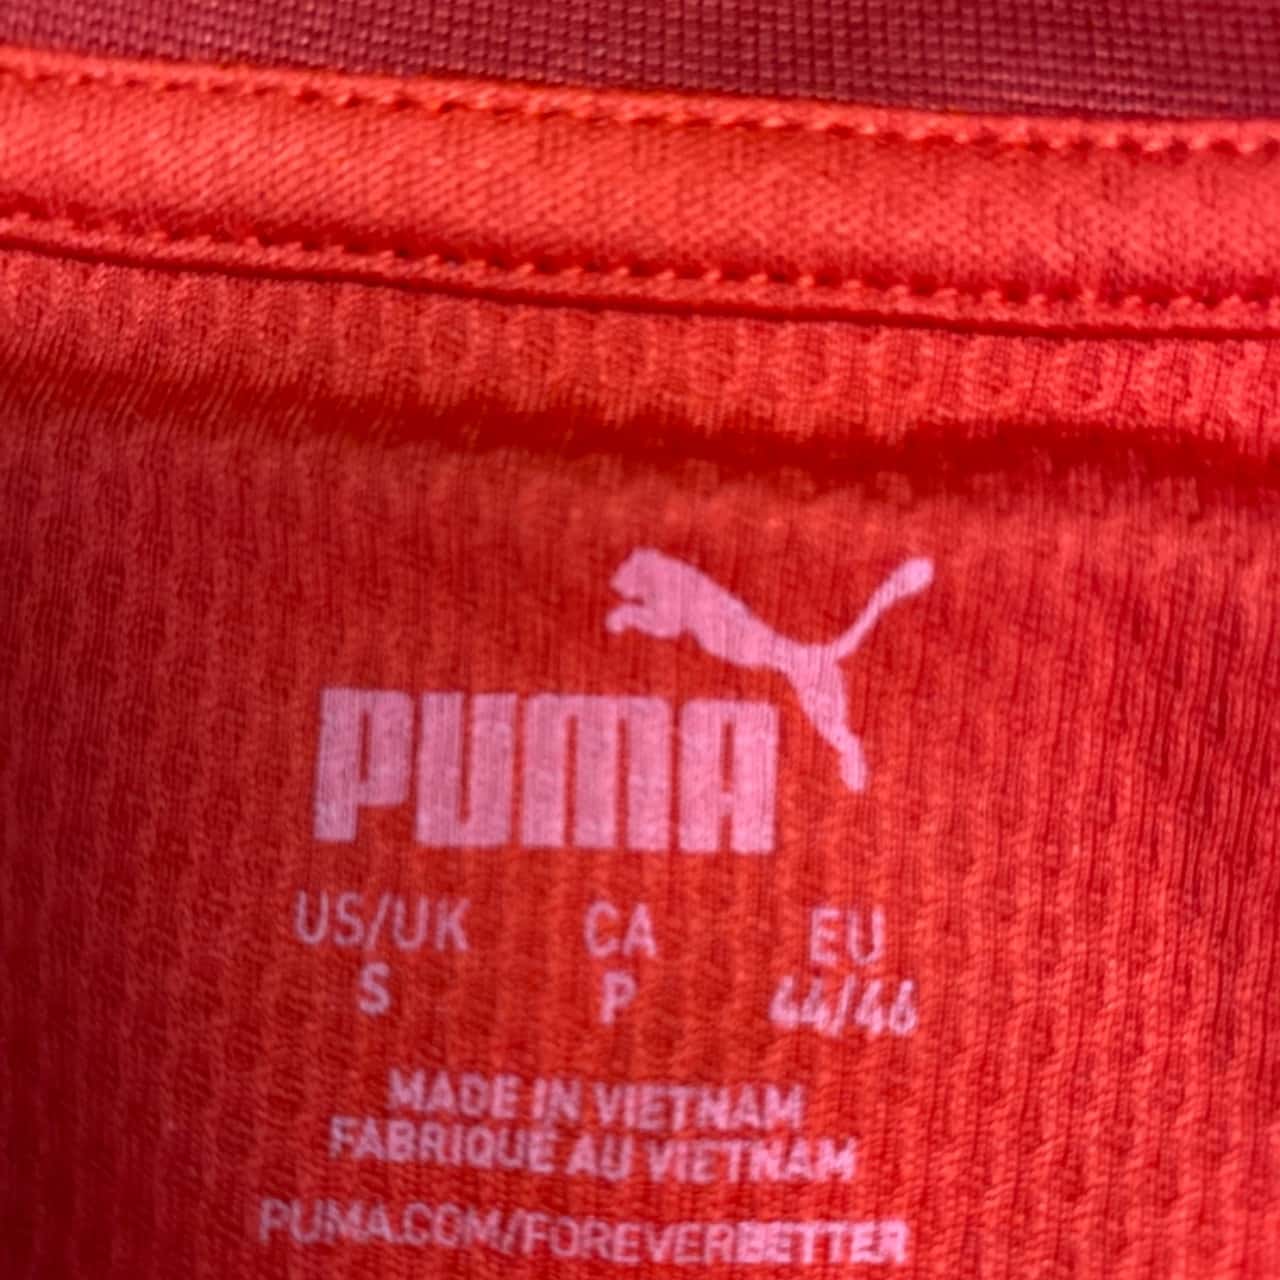 PUMA
US/UK CA EU
S P 44/46
MADE IN VIETNAM
FABRIQUÉ AU VIETNAM
PUMA.COM/FOREVERBETTER